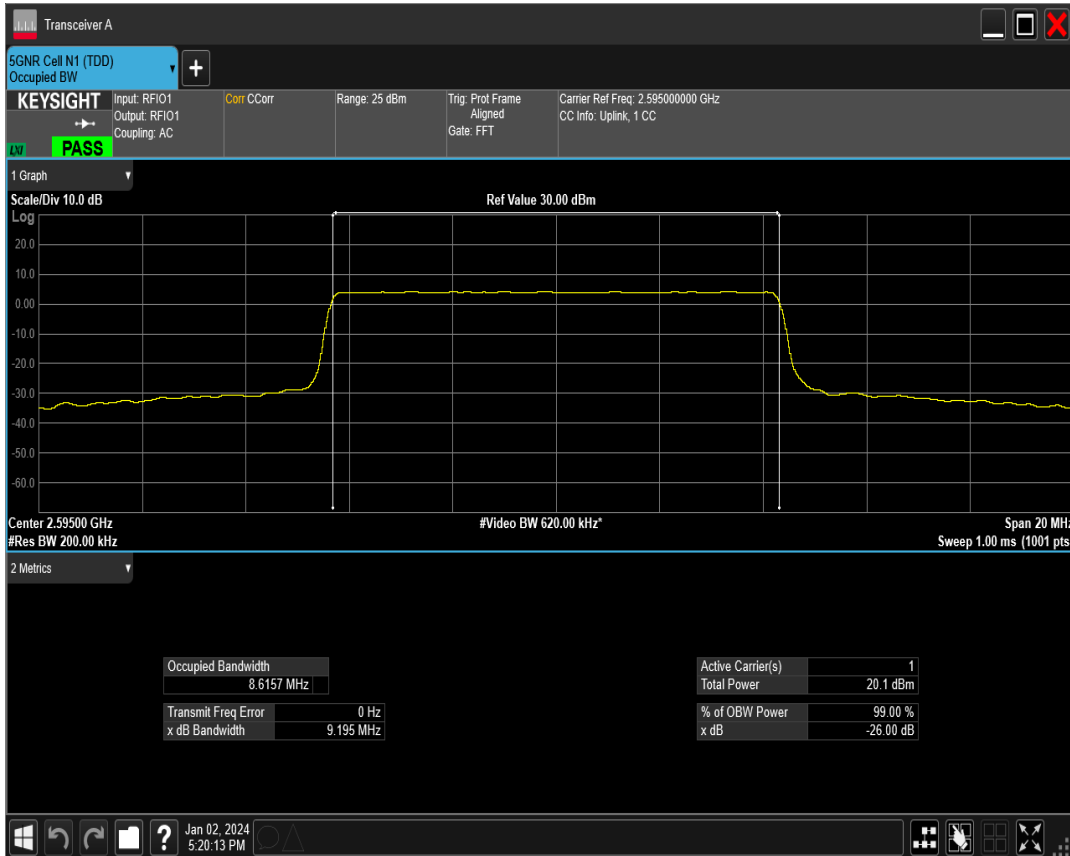 Transceiver A
5GNR Cell N1 (TDD)
Occupied BW
+
KEYSIGHT
LXI
PASS
Input: RFIO1
Output: RFIO1
Coupling: AC
Corr CCorr
Range: 25 dBm
Trig: Prot Frame
Aligned
Gate: FFT
Carrier Ref Freq: 2.595000000 GHz
CC Info: Uplink, 1 CC
1 Graph
Scale/Div 10.0 dB
Ref Value 30.00 dBm
Log
20.0
10.0
0.00
-10.0
-20.0
-30.0
-40.0
-50.0
-60.0
Center 2.59500 GHz
#Video BW 620.00 kHz*
Span 20 MHz
#Res BW 200.00 kHz
Sweep 1.00 ms (1001 pts
2 Metrics
Occupied Bandwidth
8.6157 MHz
Transmit Freq Error 0 Hz
x dB Bandwidth 9.195 MHz
Active Carrier(s) 1
Total Power 20.1 dBm
% of OBW Power 99.00 %
x dB -26.00 dB
?
Jan 02, 2024
5:20:13 PM